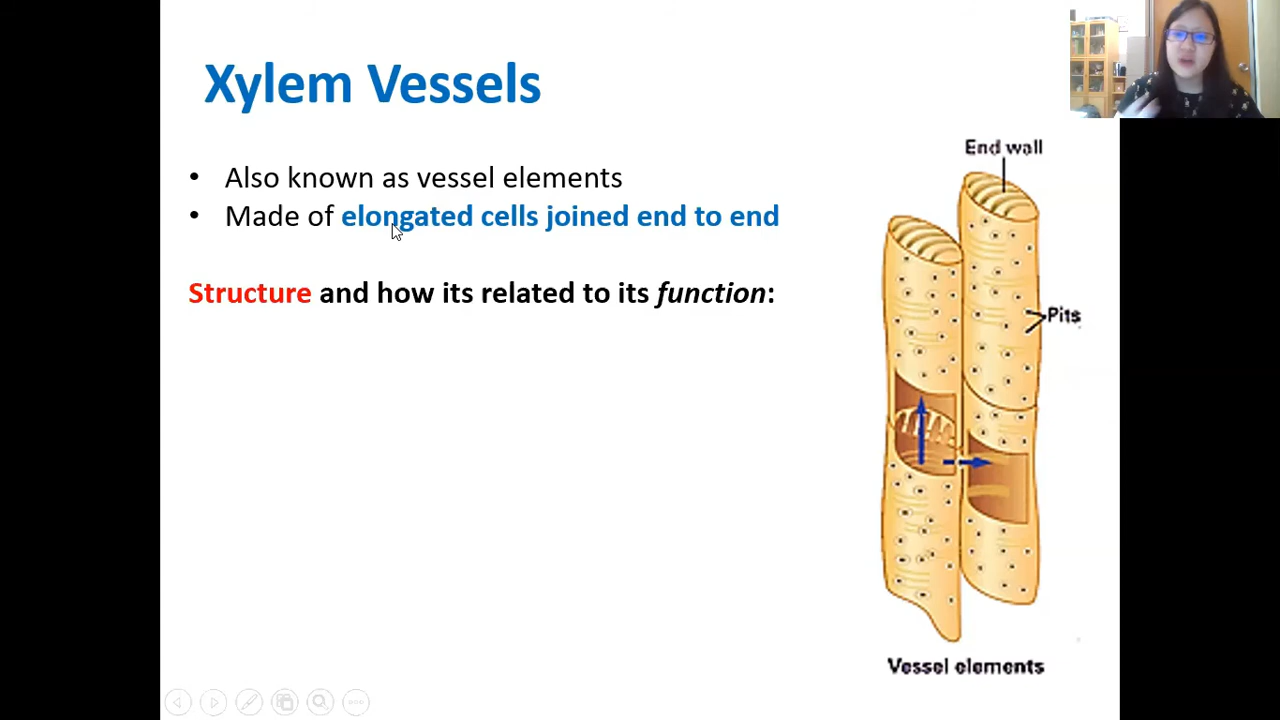 Xylem Vessels
• Also known as vessel elements
• Made of elongated cells joined end to end
Structure and how its related to its function:
End wall
Pits
Vessel elements